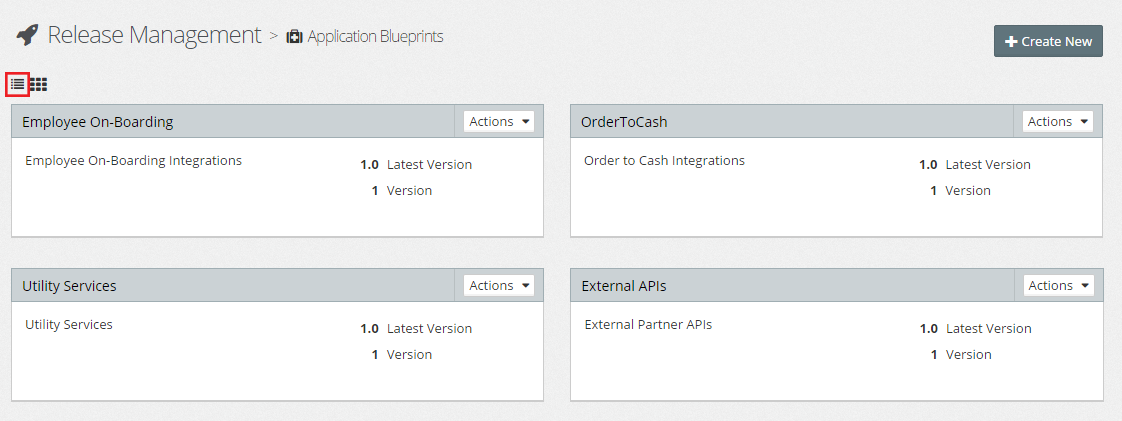 Release Management > Application Blueprints
Create New
Employee On-Boarding Actions
Employee On-Boarding Integrations
1.0 Latest Version
1 Version
OrderToCash Actions
Order to Cash Integrations
1.0 Latest Version
1 Version
Utility Services Actions
Utility Services
1.0 Latest Version
1 Version
External APIs Actions
External Partner APIs
1.0 Latest Version
1 Version